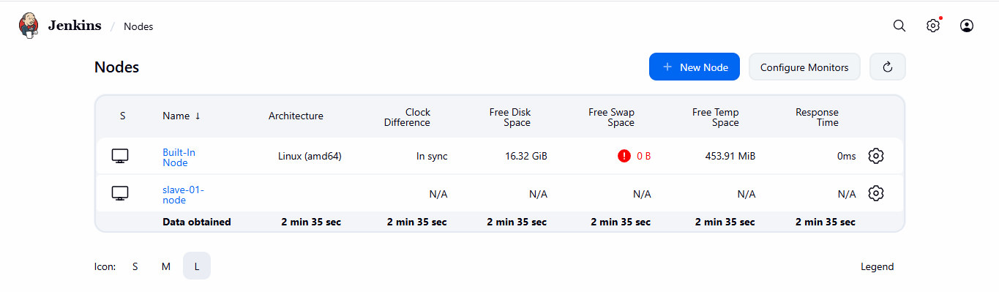 Jenkins / Nodes
Nodes
+ New Node Configure Monitors
S Name ↓ Architecture Clock Difference Free Disk Space Free Swap Space Free Temp Space Response Time
Built-In Node Linux (amd64) In sync 16.32 GiB ! 0 B 453.91 MiB 0ms
slave-01-node N/A N/A N/A N/A N/A
Data obtained 2 min 35 sec 2 min 35 sec 2 min 35 sec 2 min 35 sec 2 min 35 sec 2 min 35 sec
Icon: S M L Legend